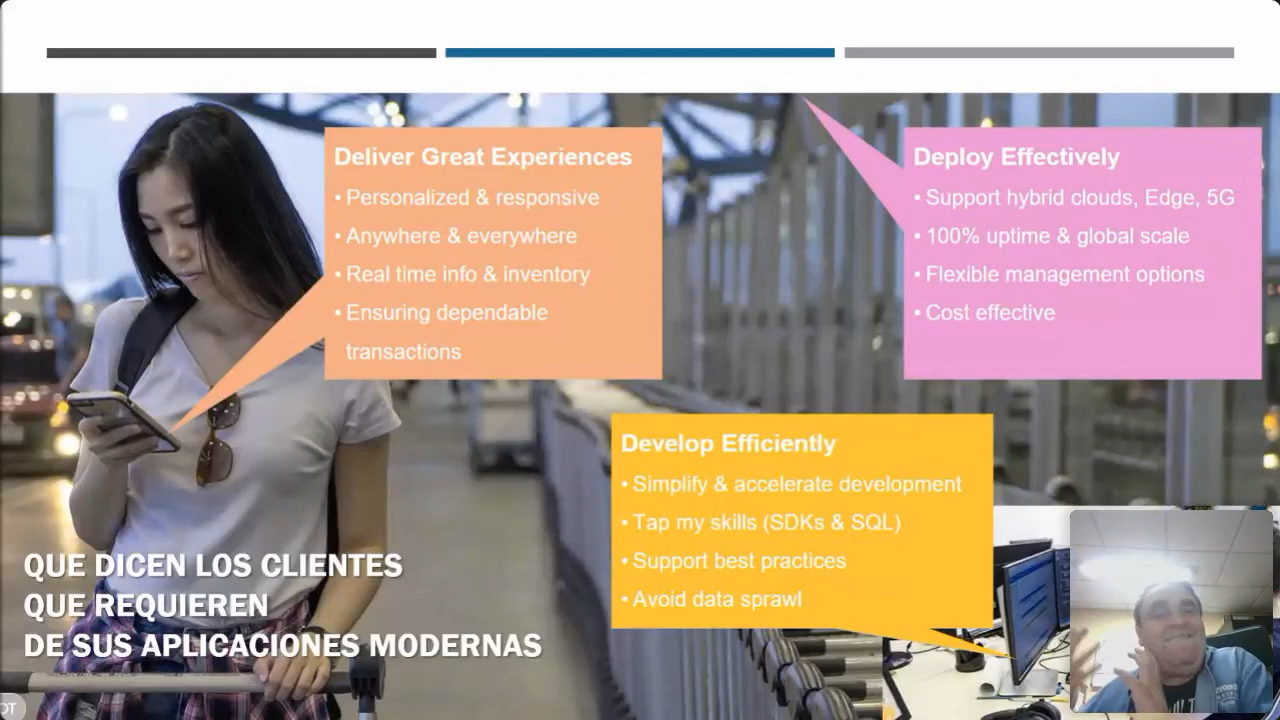 Deliver Great Experiences
• Personalized & responsive
• Anywhere & everywhere
• Real time info & inventory
• Ensuring dependable
transactions
Deploy Effectively
• Support hybrid clouds, Edge, 5G
• 100% uptime & global scale
• Flexible management options
• Cost effective
Develop Efficiently
• Simplify & accelerate development
• Tap my skills (SDKs & SQL)
• Support best practices
• Avoid data sprawl
QUE DICEN LOS CLIENTES
QUE REQUIEREN
DE SUS APLICACIONES MODERNAS
OT